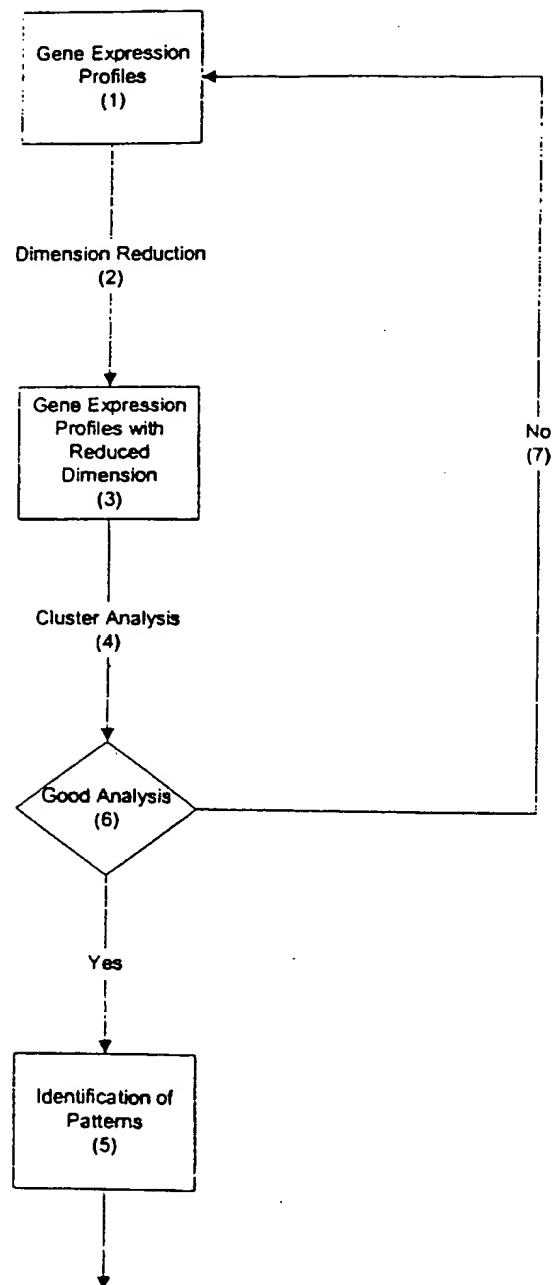 Gene Expression
Profiles
(1)
Dimension Reduction
(2)
Gene Expression
Profiles with
Reduced
Dimension
(3)
No
(7)
Cluster Analysis
(4)
Good Analysis
(6)
Yes
Identification of
Patterns
(5)